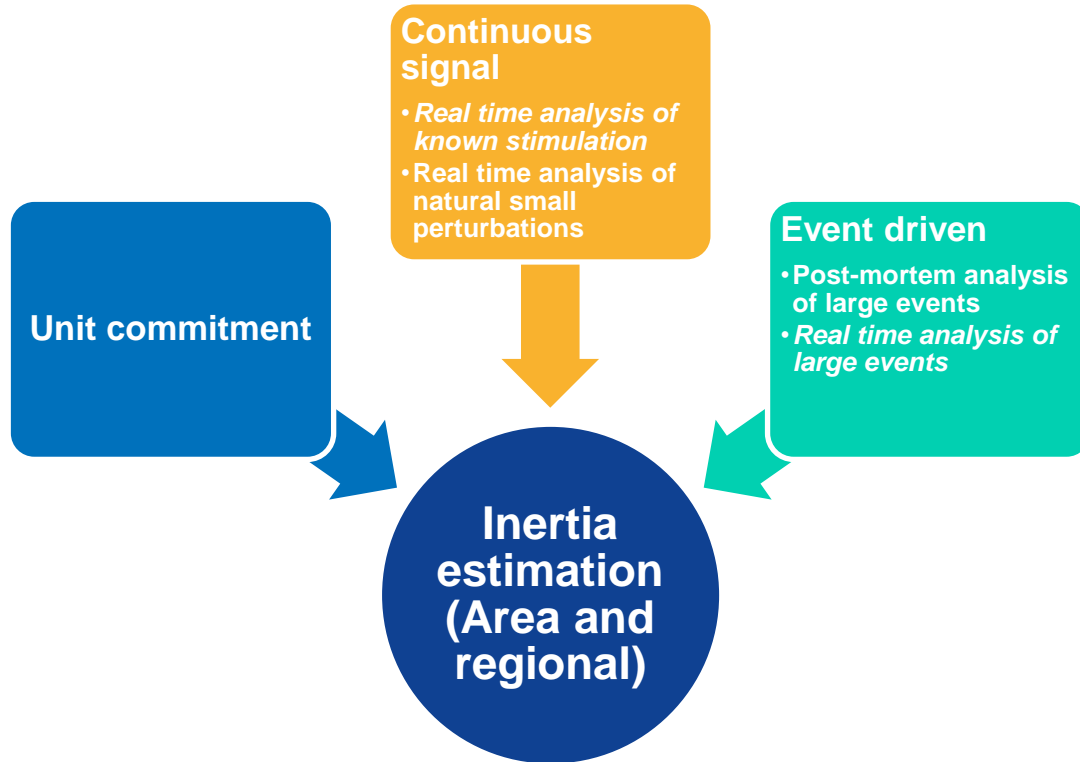 Continuous
signal
• Real time analysis of
known stimulation
• Real time analysis of
natural small
perturbations
Unit commitment
Event driven
• Post-mortem analysis
of large events
• Real time analysis of
large events
Inertia
estimation
(Area and
regional)